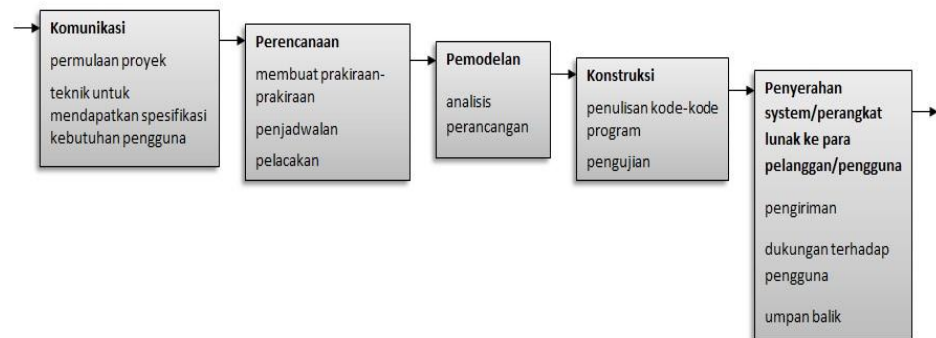 Komunikasi
permulaan proyek
teknik untuk
mendapatkan spesifikasi
kebutuhan pengguna
Perencanaan
membuat prakiraan-
prakiraan
penjadwalan
pelacakan
Pemodelan
analisis
perancangan
Konstruksi
penulisan kode-kode
program
pengujian
Penyerahan
system/perangkat
lunak ke para
pelanggan/pengguna
pengiriman
dukungan terhadap
pengguna
umpan balik